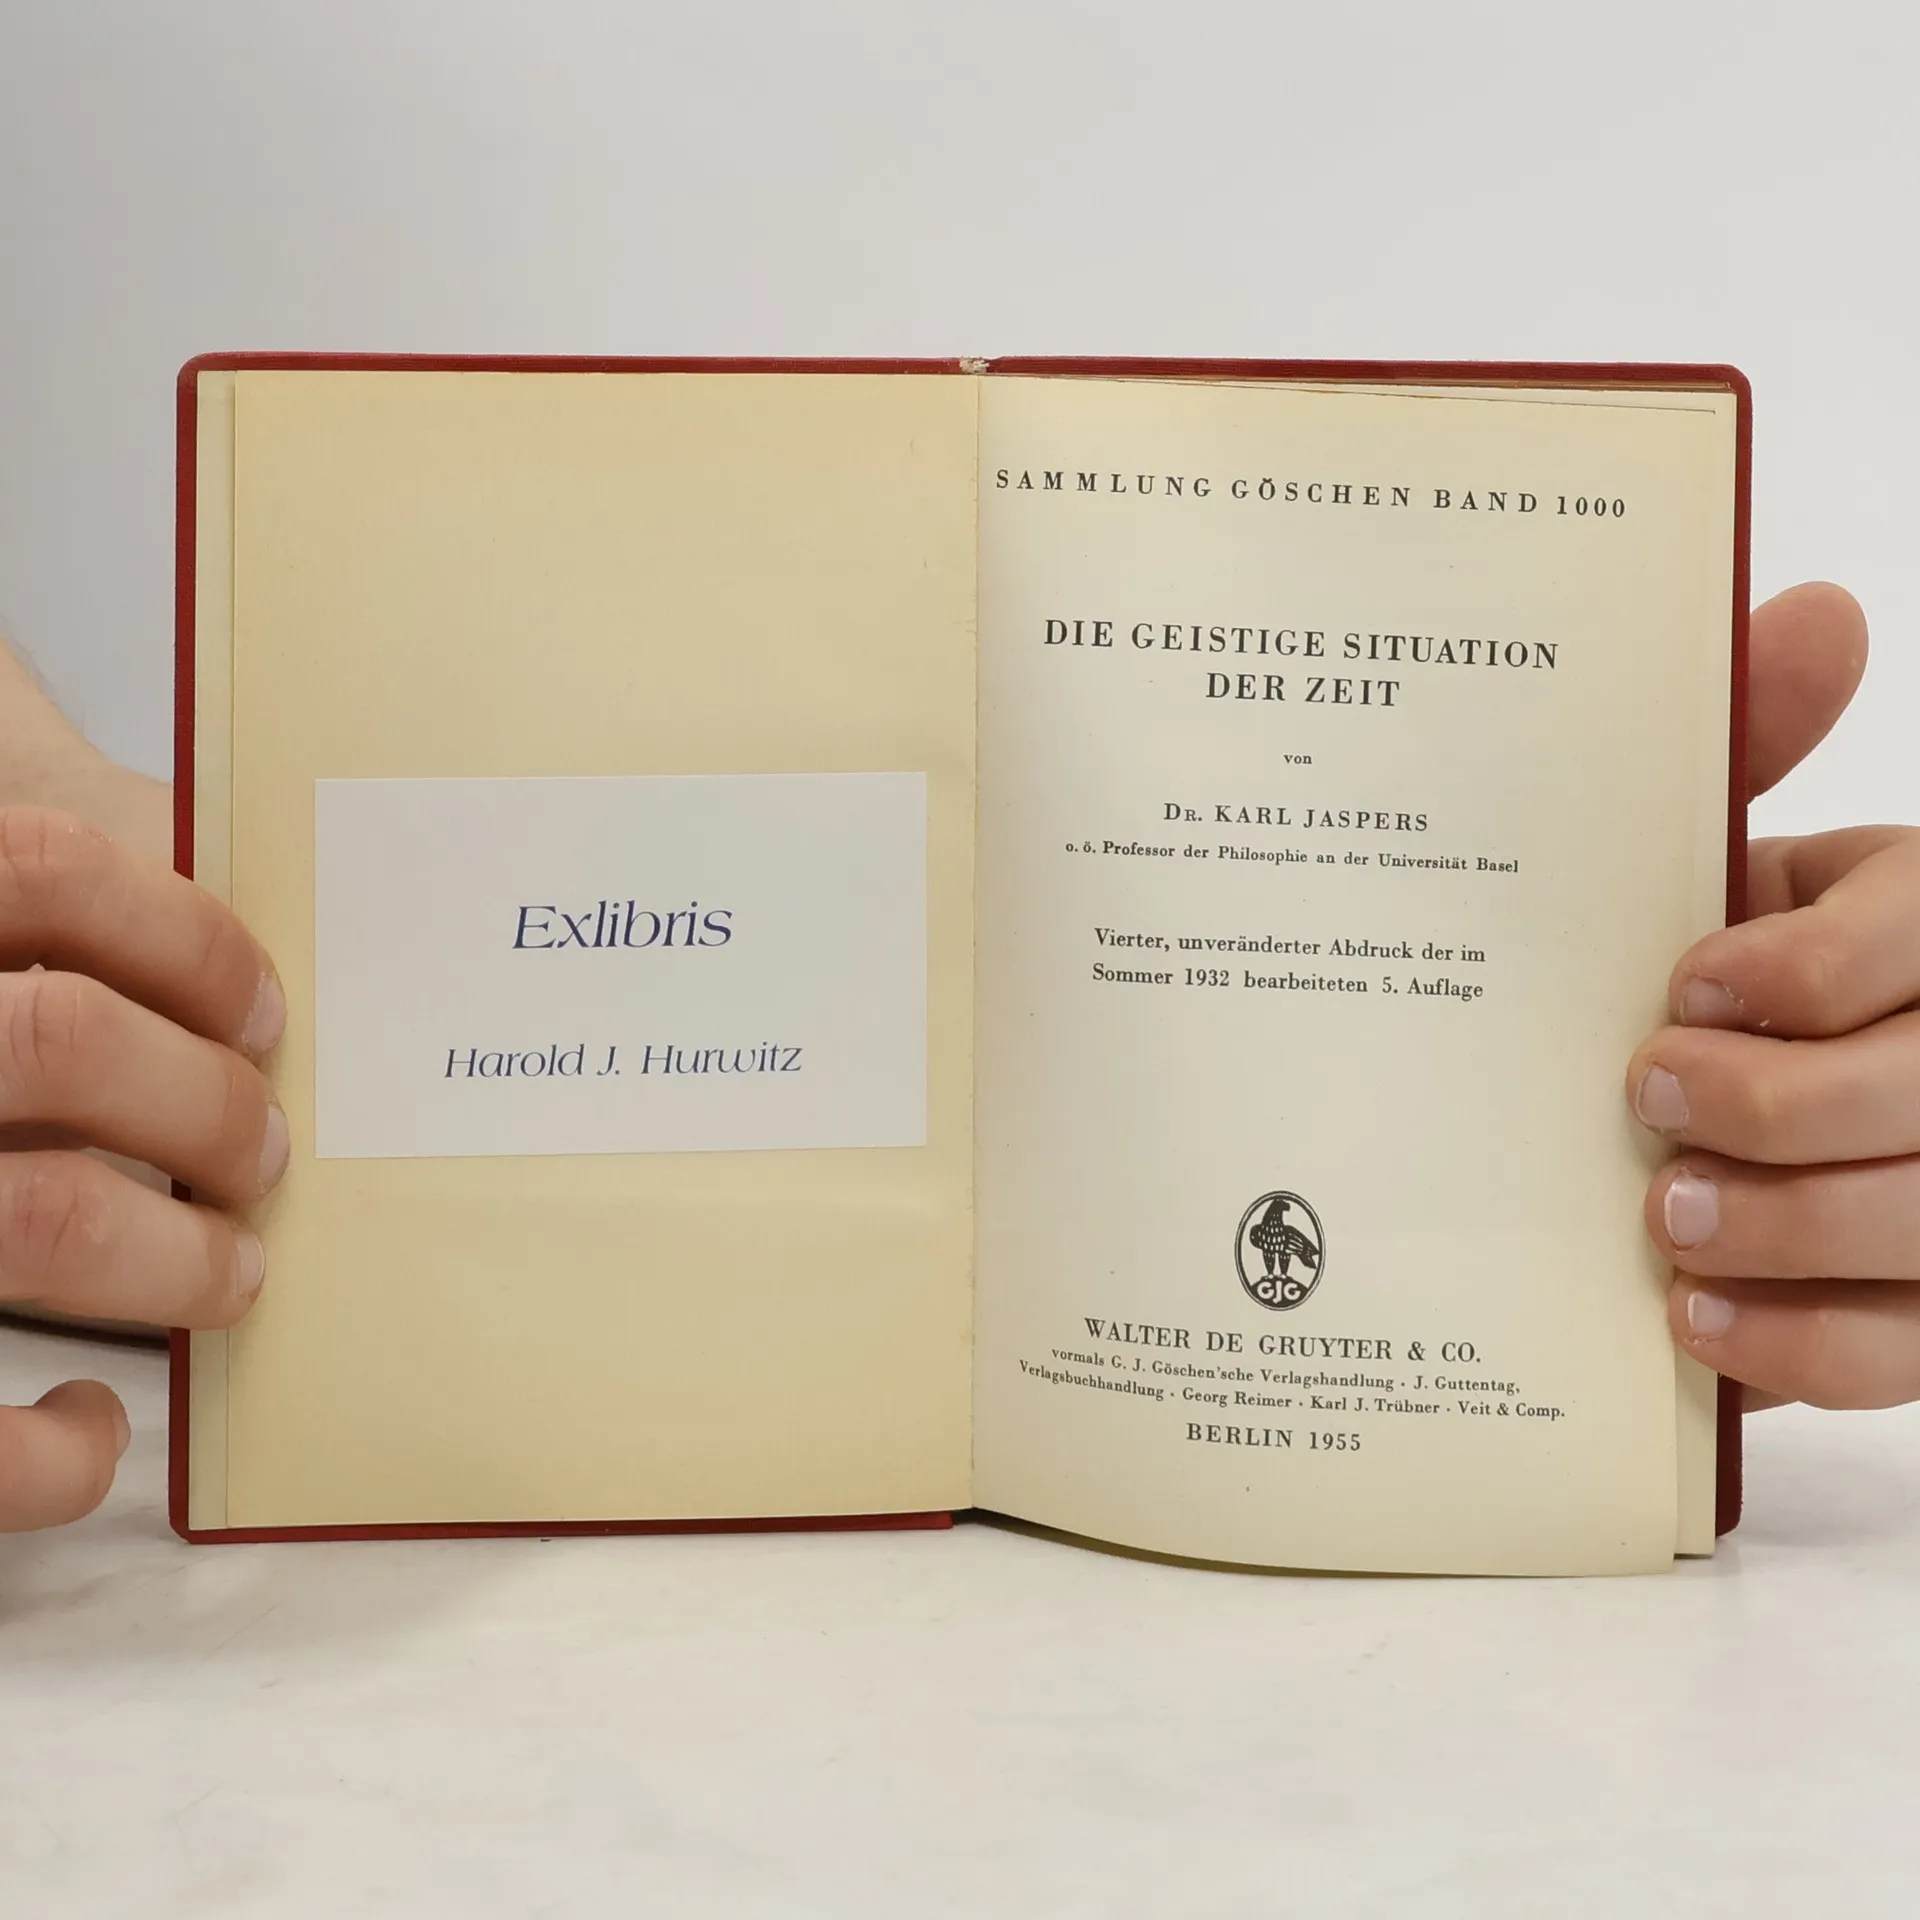 Exlibris
Harold J. Hurwitz
SAMMLUNG GÖSCHEN BAND 1000
DIE GEISTIGE SITUATION
DER ZEIT
von
DR. KARL JASPERS
o. ö. Professor der Philosophie an der Universität Basel
Vierter, unveränderter Abdruck der im
Sommer 1932 bearbeiteten 5. Auflage
GJG
WALTER DE GRUYTER & CO.
vormals G. J. Göschen'sche Verlagshandlung · J. Guttentag,
Verlagsbuchhandlung · Georg Reimer · Karl J. Trübner · Veit & Comp.
BERLIN 1955